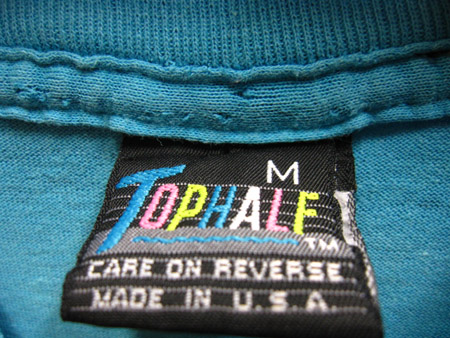 M
TOPHALF
TM
CARE ON REVERSE
MADE IN U.S.A.